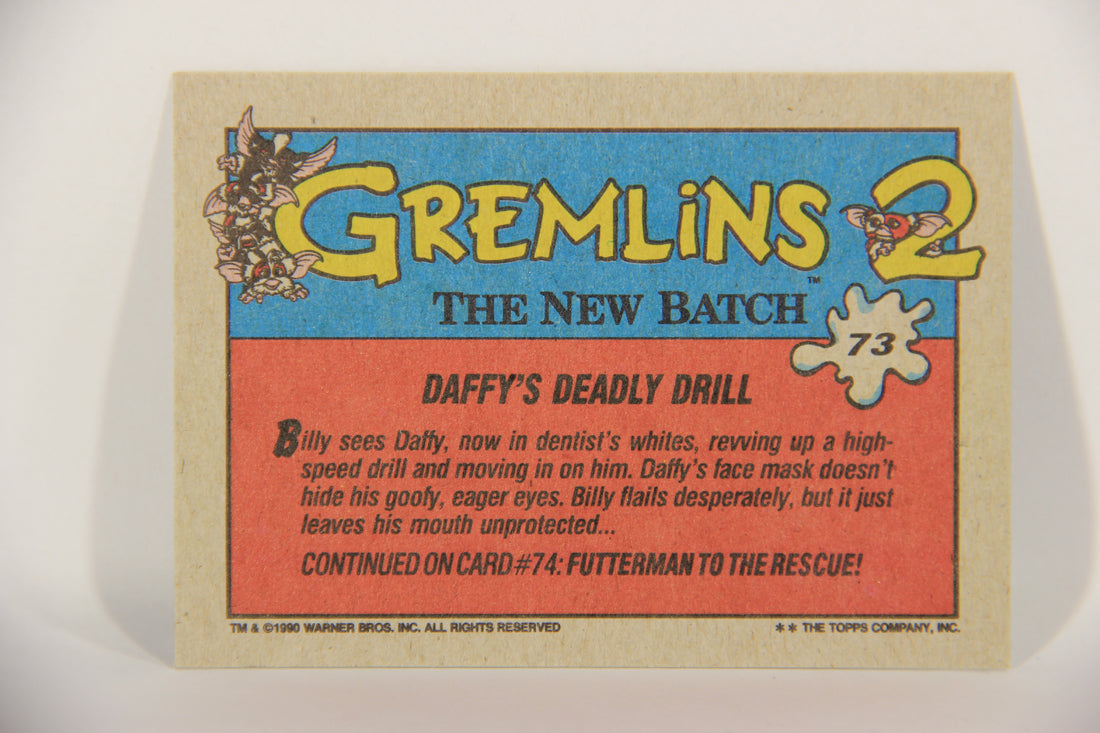 GREMLiNS 2
THE NEW BATCH™
73
DAFFY'S DEADLY DRILL
Billy sees Daffy, now in dentist's whites, revving up a high-
speed drill and moving in on him. Daffy's face mask doesn't
hide his goofy, eager eyes. Billy flails desperately, but it just
leaves his mouth unprotected...
CONTINUED ON CARD #74: FUTTERMAN TO THE RESCUE!
TM & ©1990 WARNER BROS. INC. ALL RIGHTS RESERVED
** THE TOPPS COMPANY, INC.